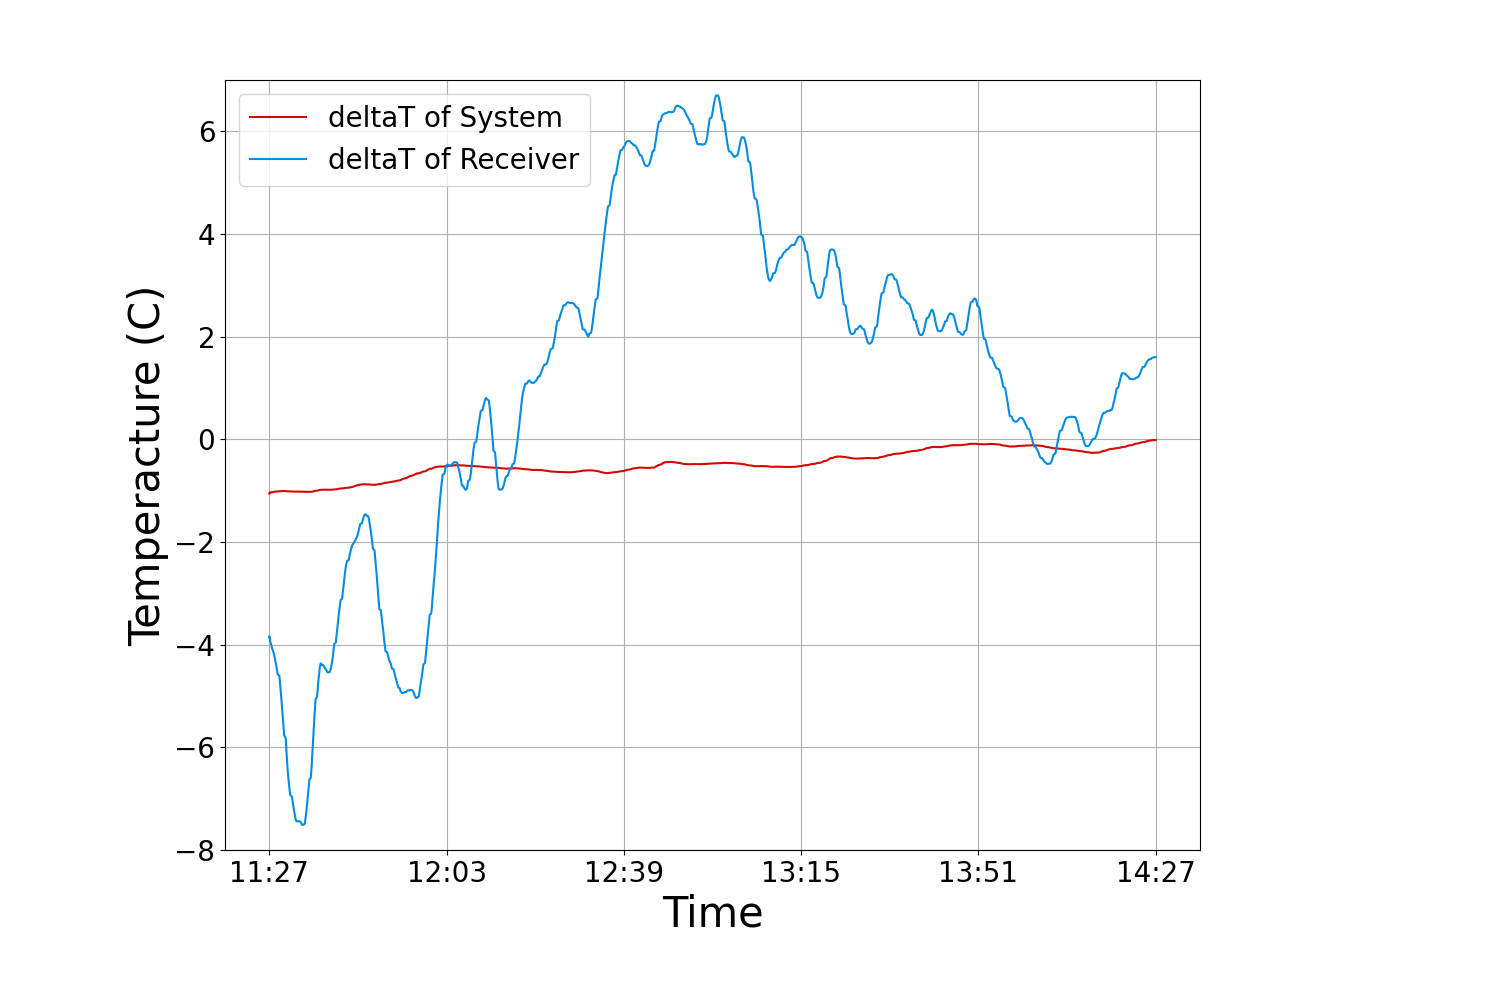 deltaT of System
deltaT of Receiver
Temperacture (C)
6
4
2
0
−2
−4
−6
−8
11:27 12:03 12:39 13:15 13:51 14:27
Time